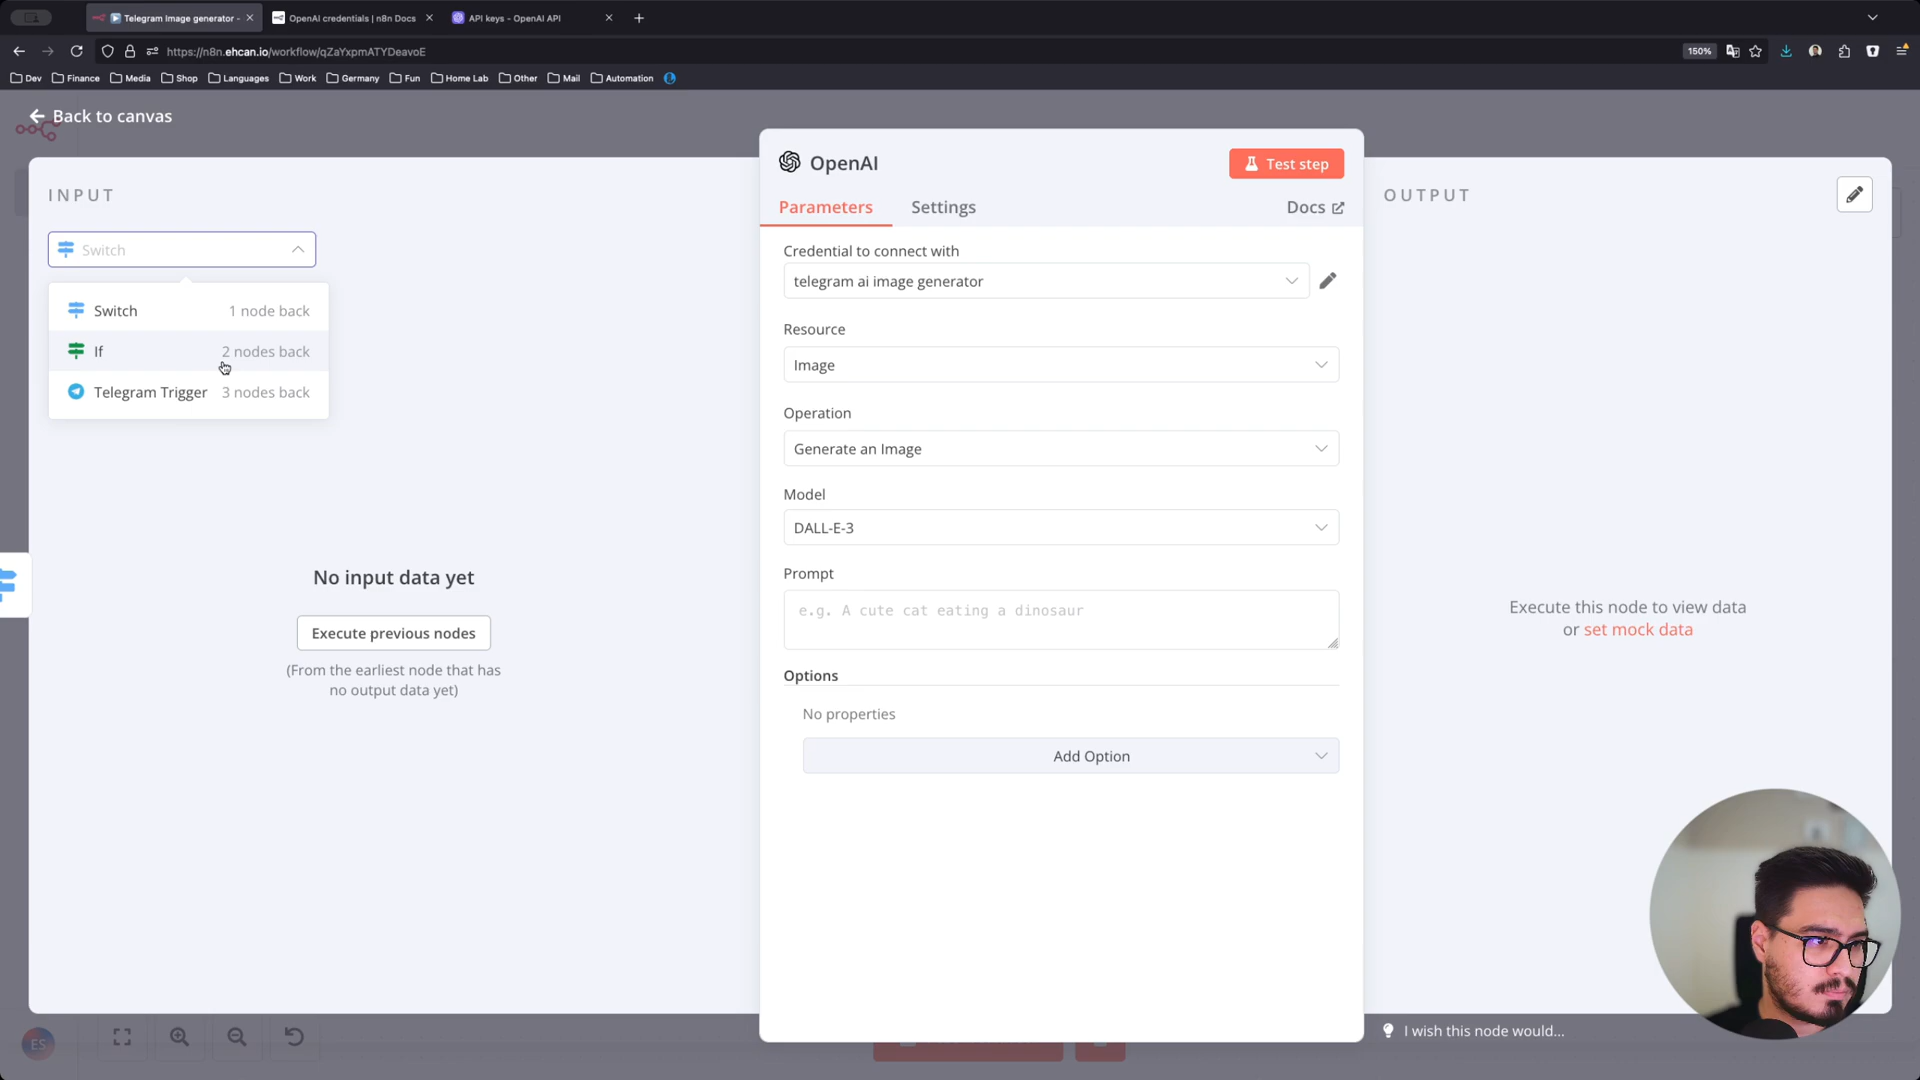 Telegram Image generator -
OpenAI credentials | n8n Docs
API keys - OpenAI API
https://n8n.ehcan.io/workflow/qZaYxpmATYDeavoE
150%
Dev
Finance
Media
Shop
Languages
Work
Germany
Fun
Home Lab
Other
Mail
Automation
Back to canvas
INPUT
Switch
Switch 1 node back
If 2 nodes back
Telegram Trigger 3 nodes back
No input data yet
Execute previous nodes
(From the earliest node that has
no output data yet)
OpenAI
Test step
Parameters
Settings
Docs
Credential to connect with
telegram ai image generator
Resource
Image
Operation
Generate an Image
Model
DALL-E-3
Prompt
e.g. A cute cat eating a dinosaur
Options
No properties
Add Option
OUTPUT
Execute this node to view data
or set mock data
I wish this node would...
ES